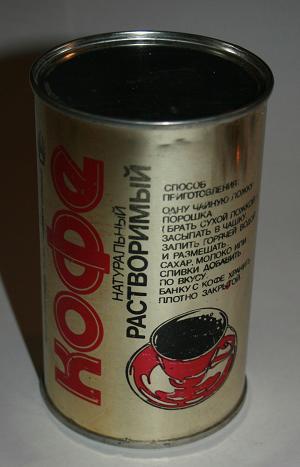 кофе
НАТУРАЛЬНЫЙ
РАСТВОРИМЫЙ
СПОСОБ
ПРИГОТОВЛЕНИЯ:
ОДНУ ЧАЙНУЮ ЛОЖКУ
ПОРОШКА
(БРАТЬ СУХОЙ ЛОЖКОЙ)
ЗАСЫПАТЬ В ЧАШКУ,
ЗАЛИТЬ ГОРЯЧЕЙ ВОДОЙ
И РАЗМЕШАТЬ.
САХАР, МОЛОКО ИЛИ
СЛИВКИ ДОБАВИТЬ
ПО ВКУСУ.
БАНКУ С КОФЕ ХРАНИТЬ
ПЛОТНО ЗАКРЫТОЙ.